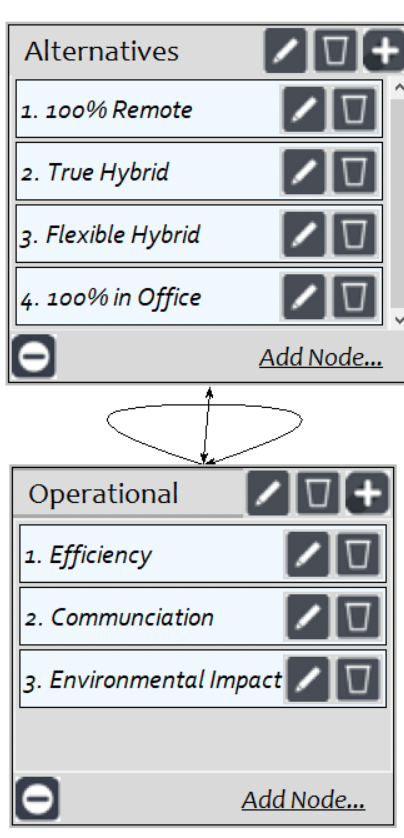 Alternatives
1. 100% Remote
2. True Hybrid
3. Flexible Hybrid
4. 100% in Office
Add Node...
Operational
1. Efficiency
2. Communciation
3. Environmental Impact
Add Node...